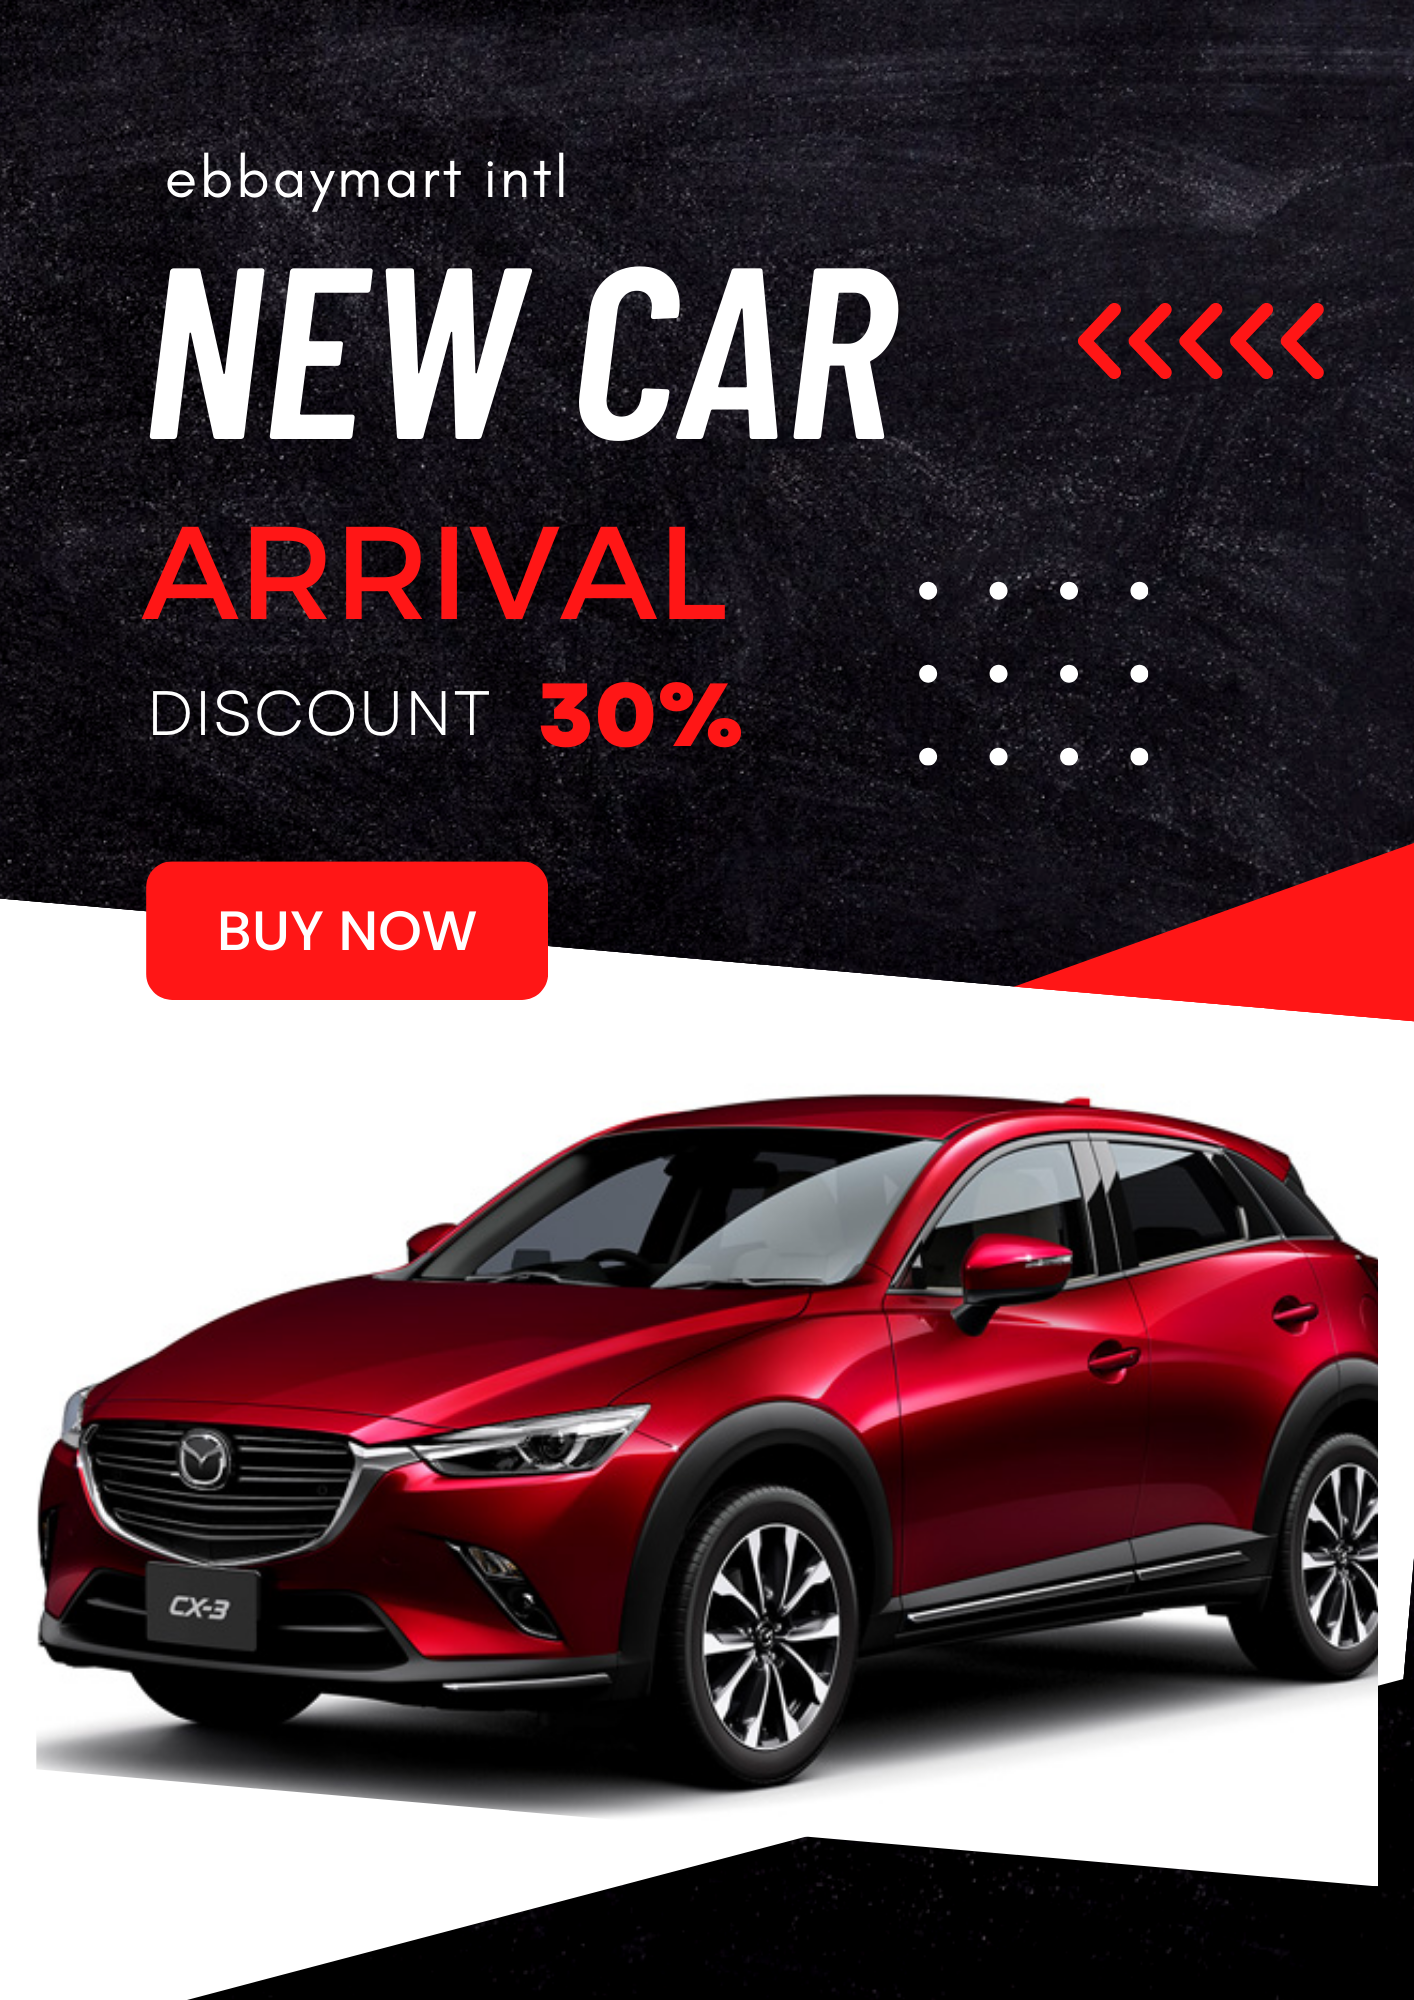 ebbaymart intl
NEW CAR
ARRIVAL
DISCOUNT 30%
BUY NOW
CX-3